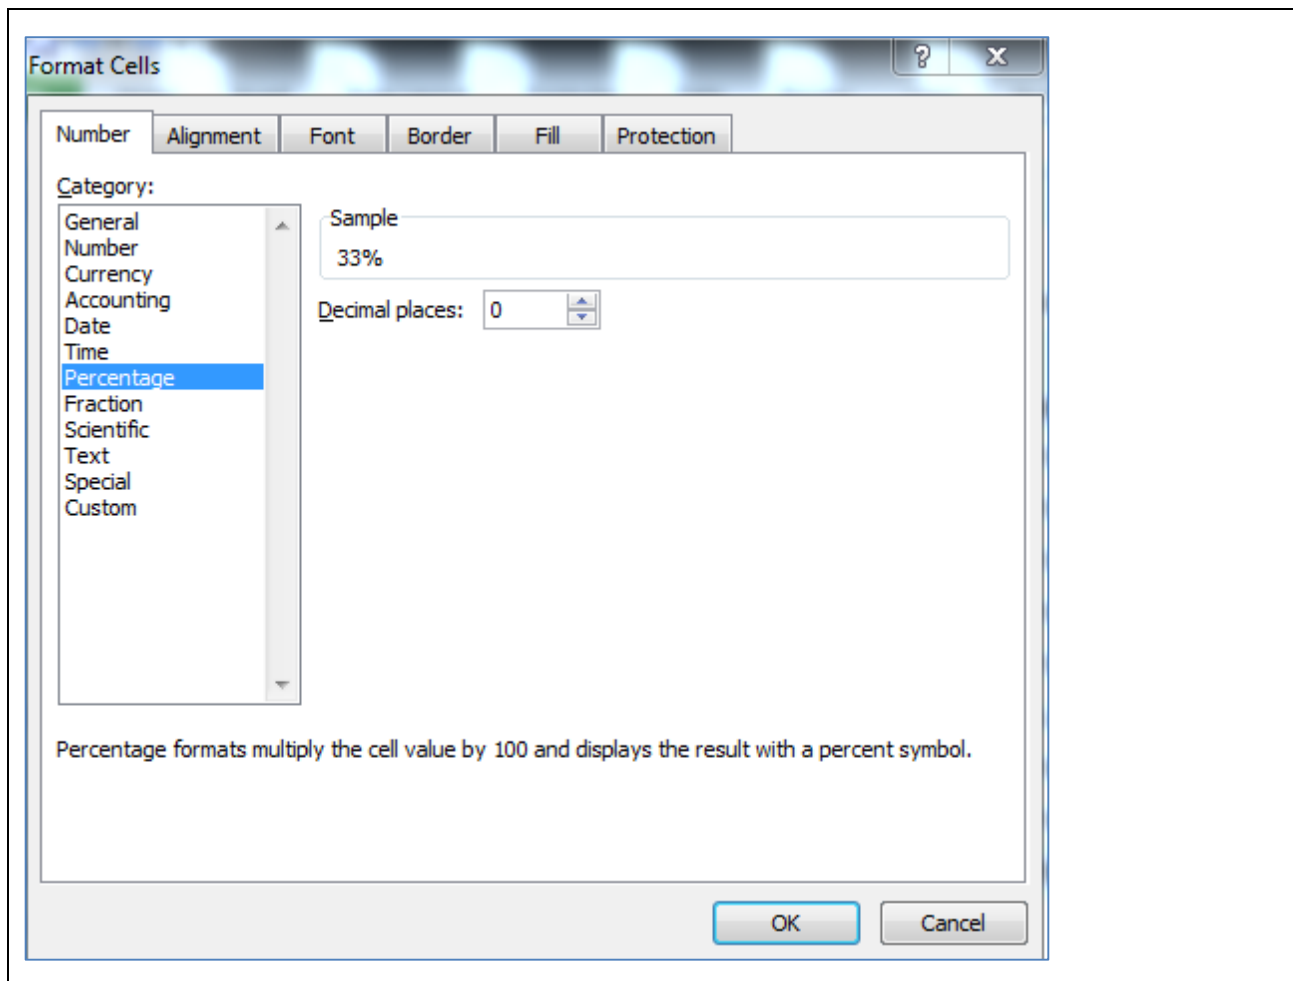 Format Cells
Number Alignment Font Border Fill Protection
Category:
General
Number
Currency
Accounting
Date
Time
Percentage
Fraction
Scientific
Text
Special
Custom
Sample
33%
Decimal places: 0
Percentage formats multiply the cell value by 100 and displays the result with a percent symbol.
OK Cancel